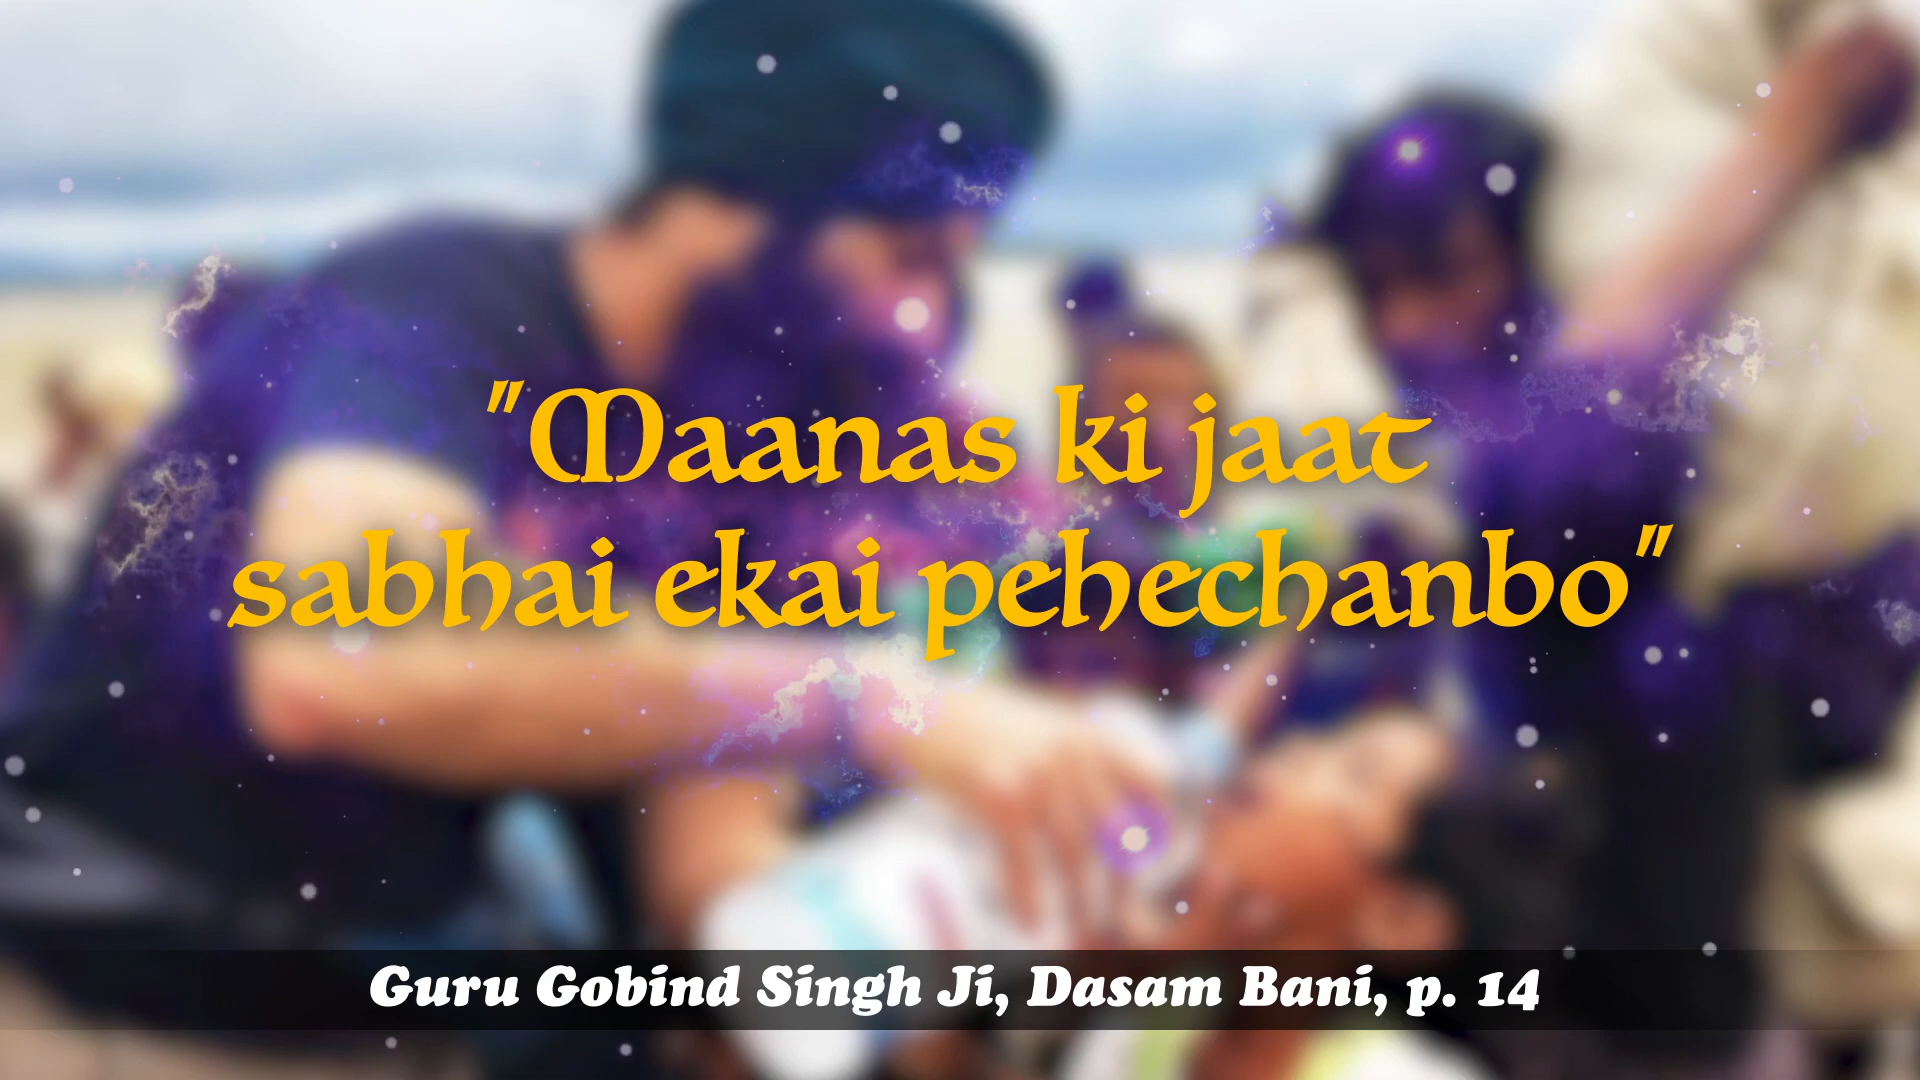 "Maanas ki jaat
sabhai ekai pehechanbo"
Guru Gobind Singh Ji, Dasam Bani, p. 14